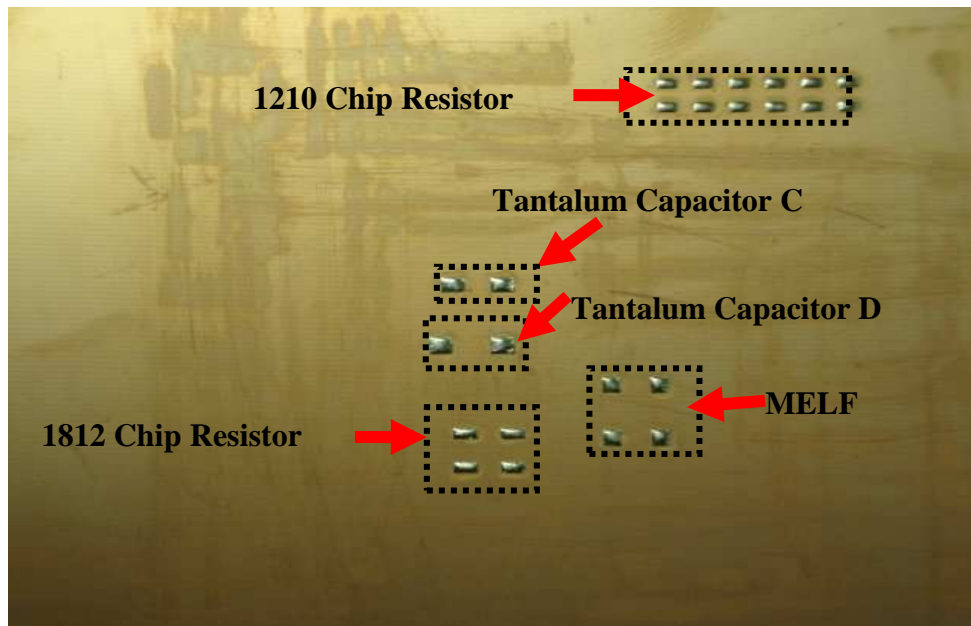 1210 Chip Resistor
Tantalum Capacitor C
Tantalum Capacitor D
MELF
1812 Chip Resistor